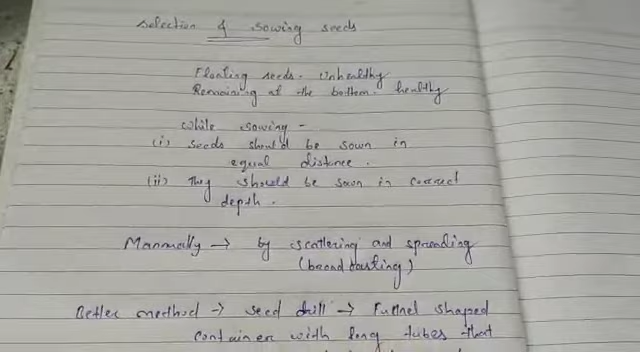 selection & sowing seeds
Floating seeds - Unhealthy
Remaining at the bottom - healthy
While sowing -
(i) seeds should be sown in
equal distance.
(ii) they should be sown in correct
depth.
Manually → by scattering and spreading
(broadcasting)
Better method → seed drill → Funnel shaped
container with long tubes that